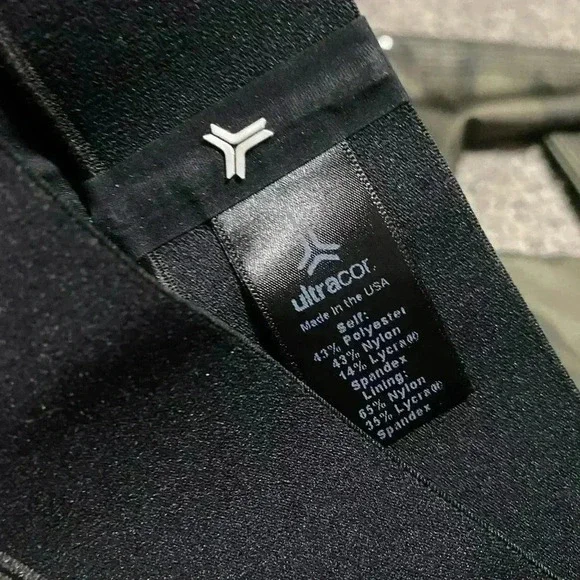 ultracor.
Made in the USA
Self:
43% Polyester
43% Nylon
14% Lycra®
Spandex
Lining:
65% Nylon
35% Lycra®
Spandex